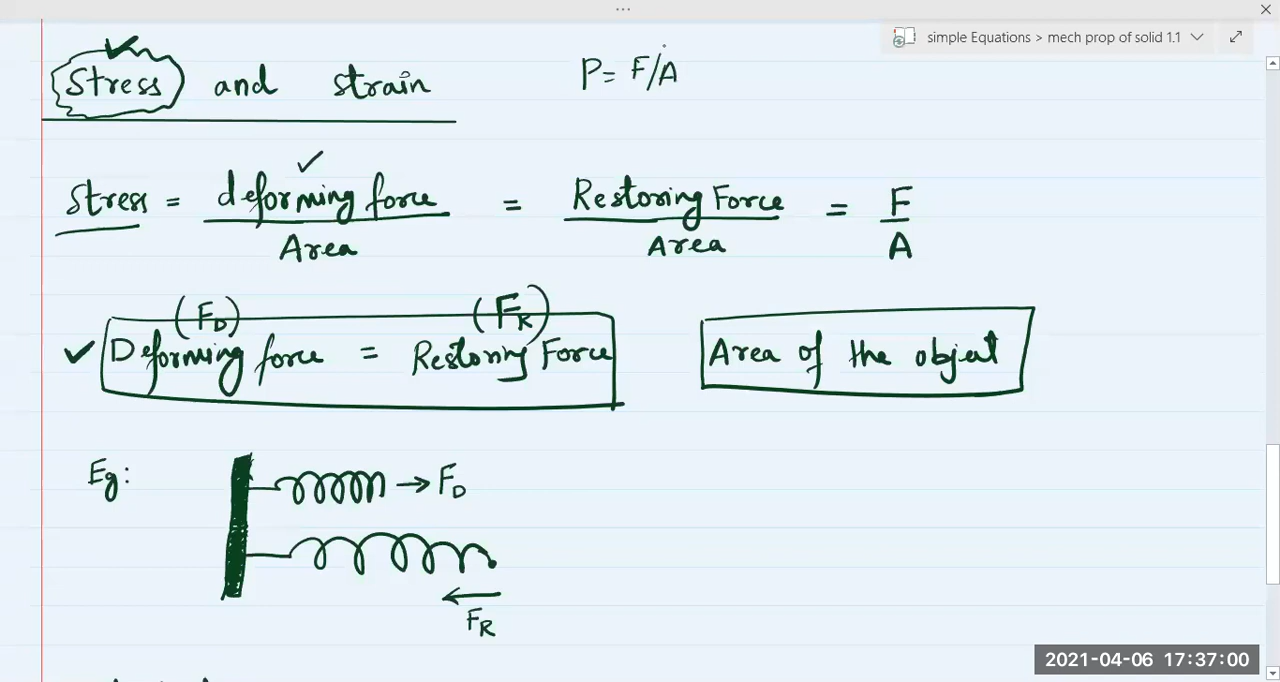 ...
simple Equations > mech prop of solid 1.1
Stress and strain
P = F/A
Stress = deforming force / Area = Restoring Force / Area = F / A
(F_D) (F_R)
Deforming force = Restoring Force
Area of the object
Eg:
→ F_D
← F_R
2021-04-06 17:37:00